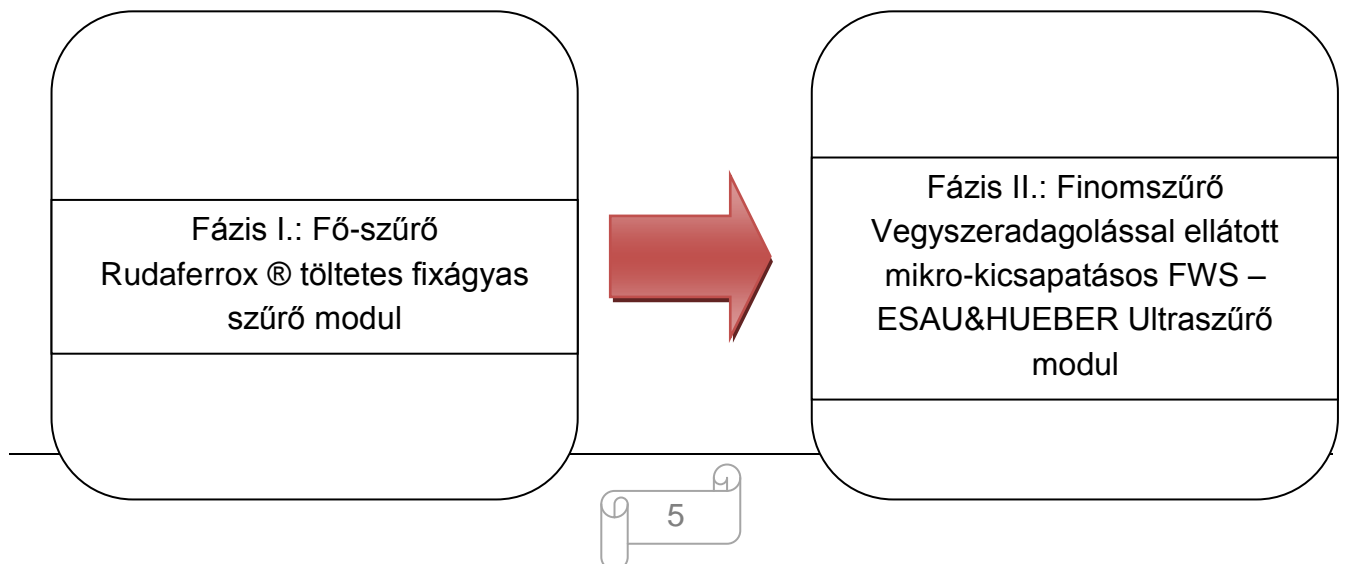 Fázis I.: Fő-szűrő
Rudaferrox ® töltetes fixágyas
szűrő modul
Fázis II.: Finomszűrő
Vegyszeradagolással ellátott
mikro-kicsapatásos FWS –
ESAU&HUEBER Ultraszűrő
modul
5